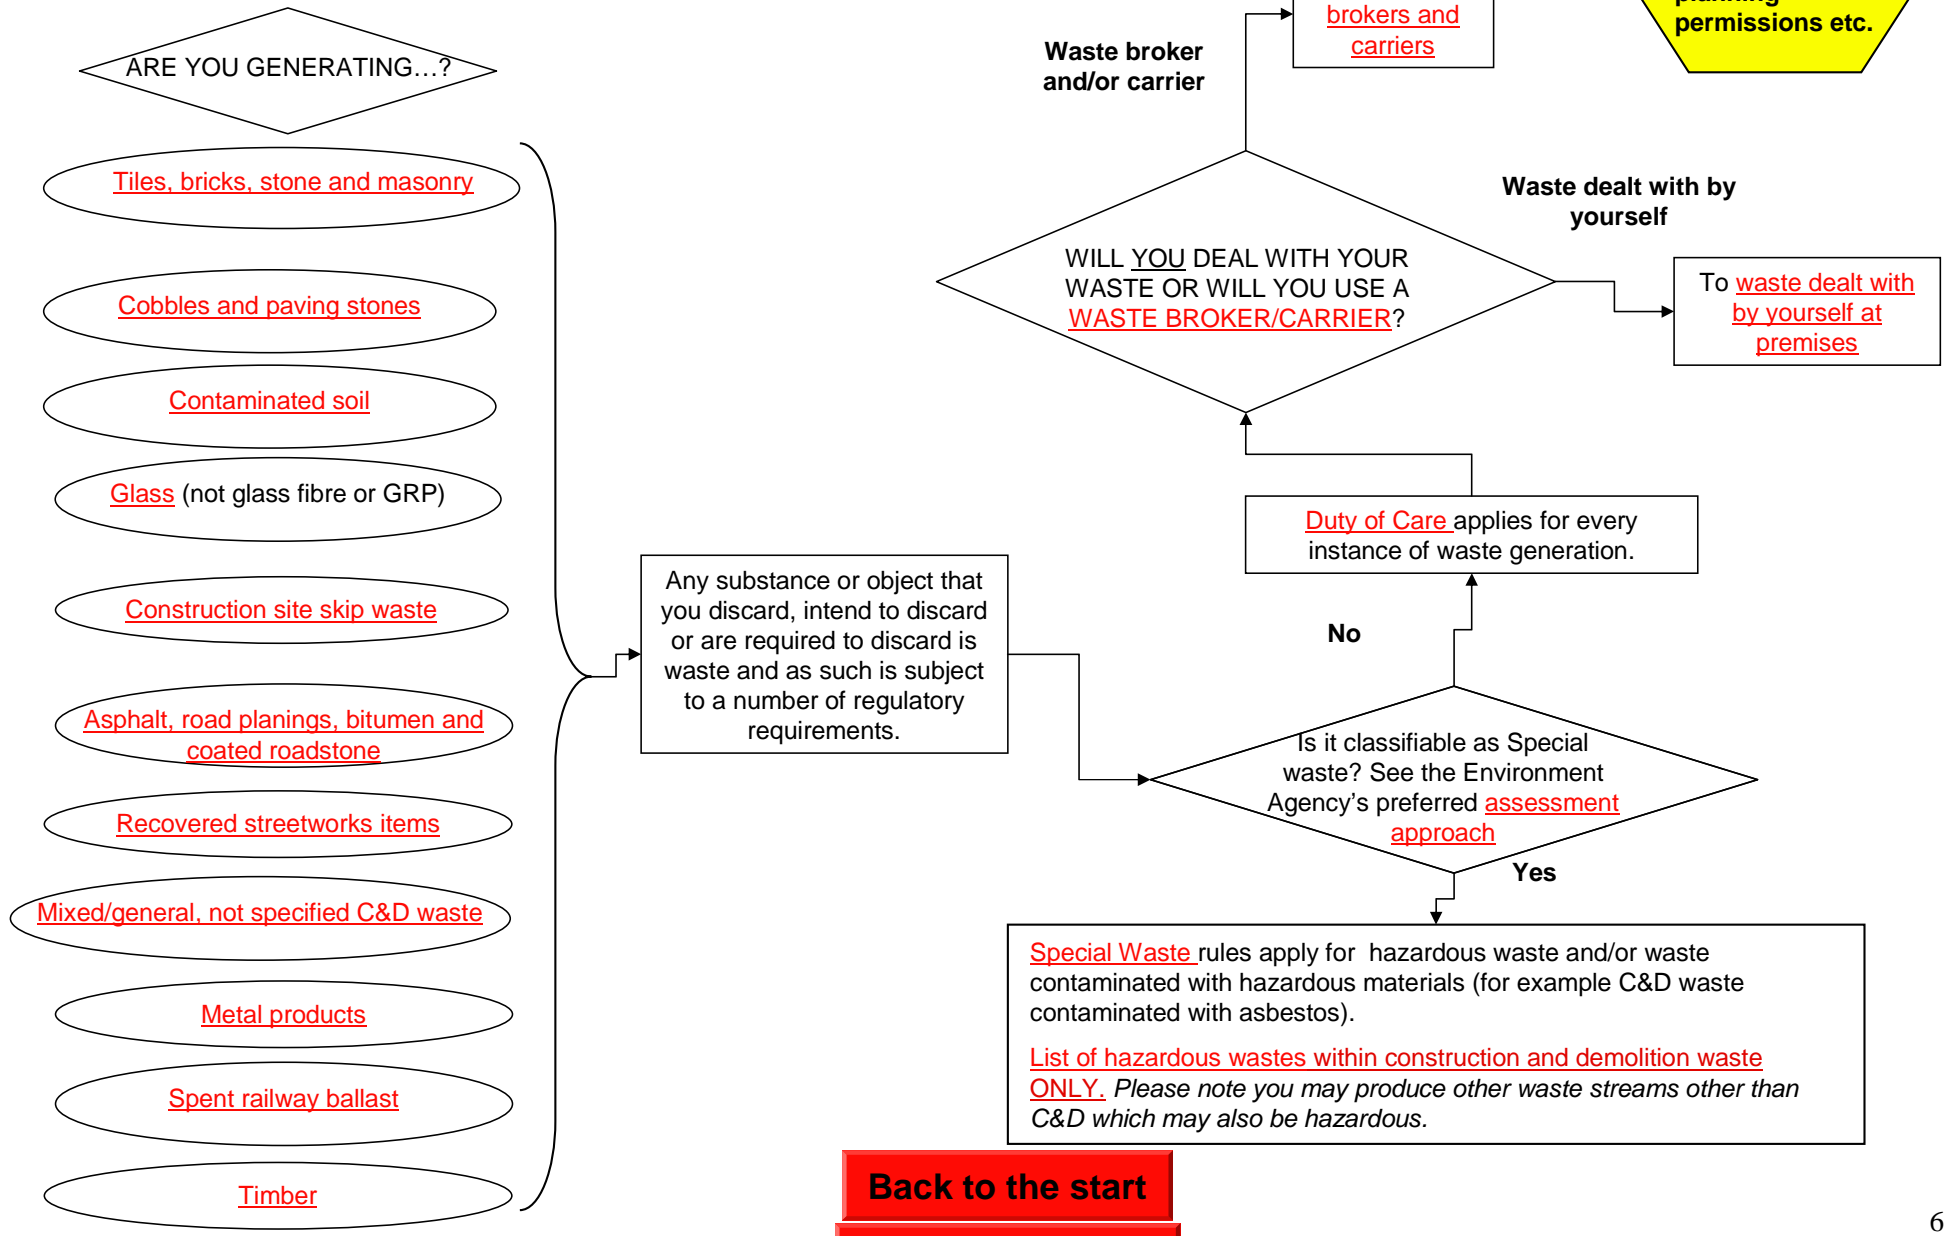 ARE YOU GENERATING…?
Tiles, bricks, stone and masonry
Cobbles and paving stones
Contaminated soil
Glass (not glass fibre or GRP)
Construction site skip waste
Asphalt, road planings, bitumen and
coated roadstone
Recovered streetworks items
Mixed/general, not specified C&D waste
Metal products
Spent railway ballast
Timber
Any substance or object that
you discard, intend to discard
or are required to discard is
waste and as such is subject
to a number of regulatory
requirements.
Is it classifiable as Special
waste? See the Environment
Agency’s preferred assessment
approach
No
Yes
Special Waste rules apply for hazardous waste and/or waste
contaminated with hazardous materials (for example C&D waste
contaminated with asbestos).
List of hazardous wastes within construction and demolition waste
ONLY. Please note you may produce other waste streams other than
C&D which may also be hazardous.
Duty of Care applies for every
instance of waste generation.
WILL YOU DEAL WITH YOUR
WASTE OR WILL YOU USE A
WASTE BROKER/CARRIER?
Waste broker
and/or carrier
brokers and
carriers
Waste dealt with by
yourself
To waste dealt with
by yourself at
premises
planning
permissions etc.
Back to the start
6